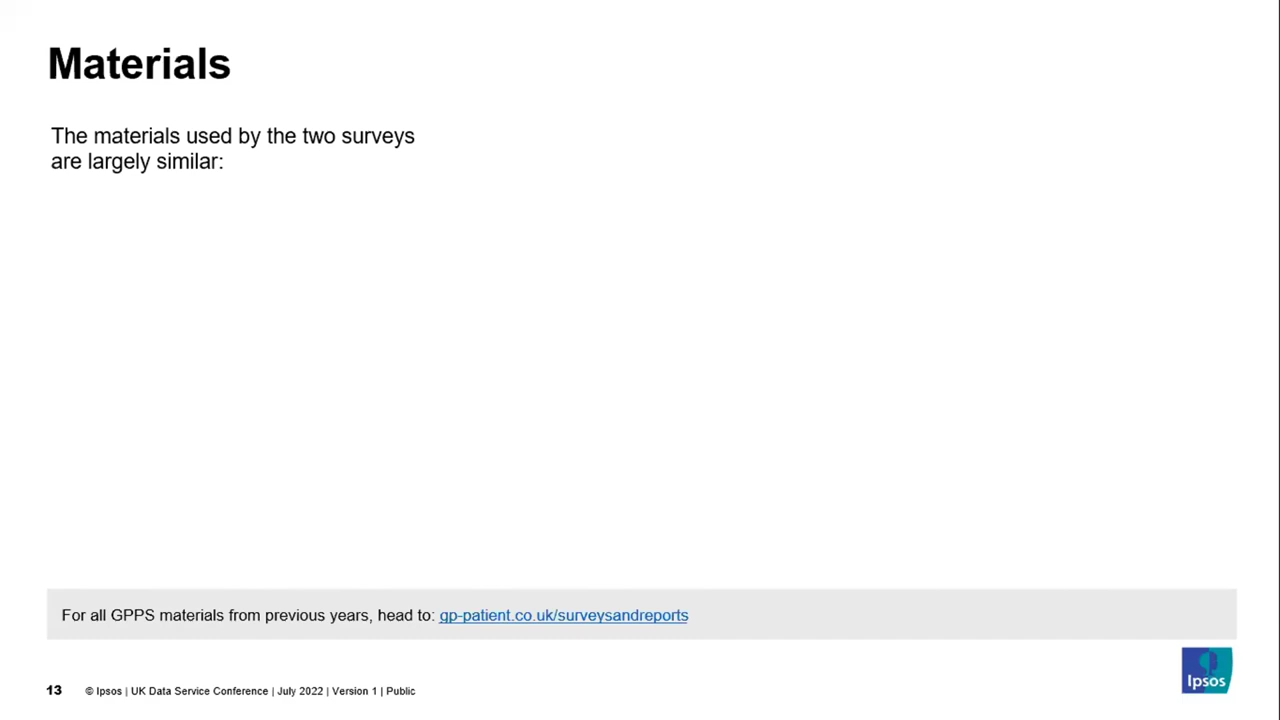 Materials
The materials used by the two surveys
are largely similar:
For all GPPS materials from previous years, head to: gp-patient.co.uk/surveysandreports
Ipsos
13 © Ipsos | UK Data Service Conference | July 2022 | Version 1 | Public